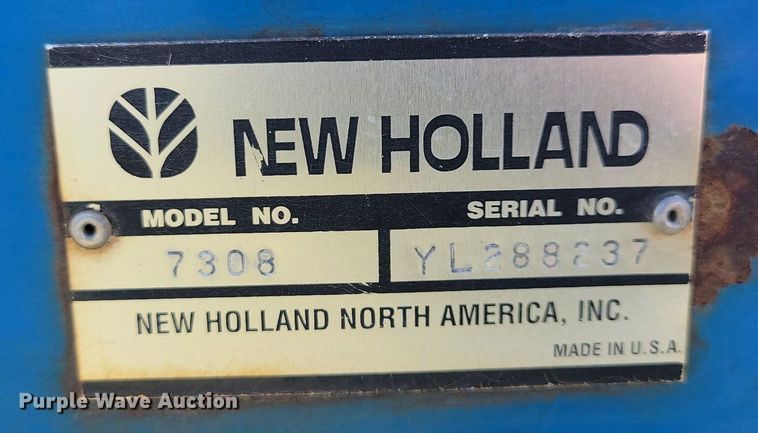 NEW HOLLAND
MODEL NO. SERIAL NO.
7308 YL288237
NEW HOLLAND NORTH AMERICA, INC.
MADE IN U.S.A.
Purple Wave Auction